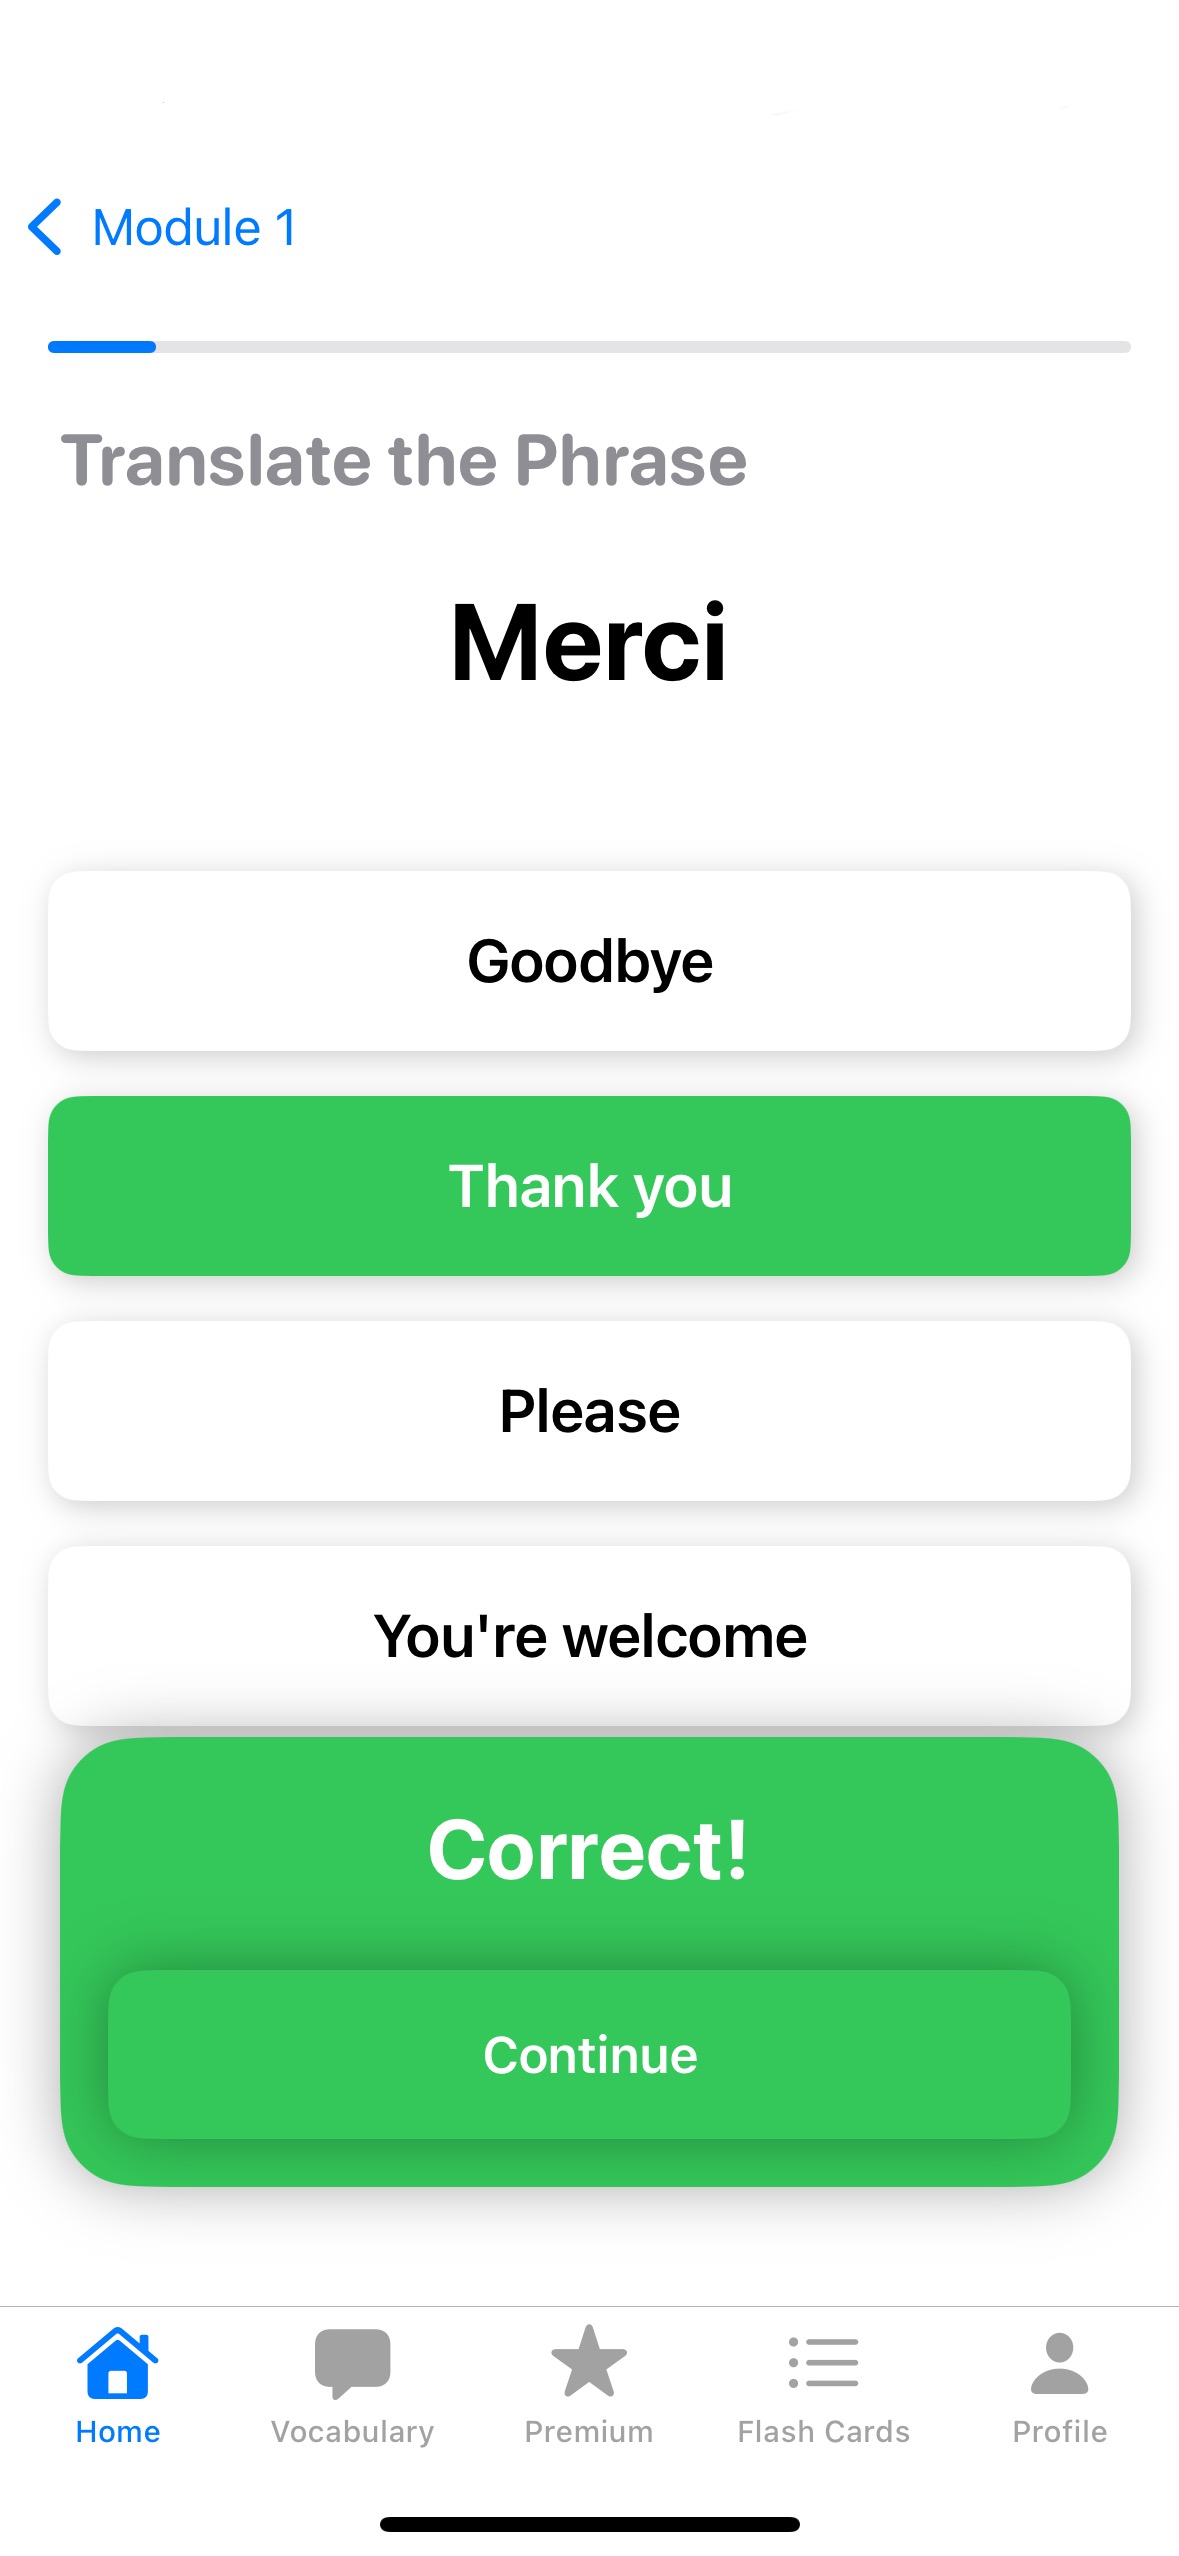 Module 1
Translate the Phrase
Merci
Goodbye
Thank you
Please
You're welcome
Correct!
Continue
Home
Vocabulary
Premium
Flash Cards
Profile